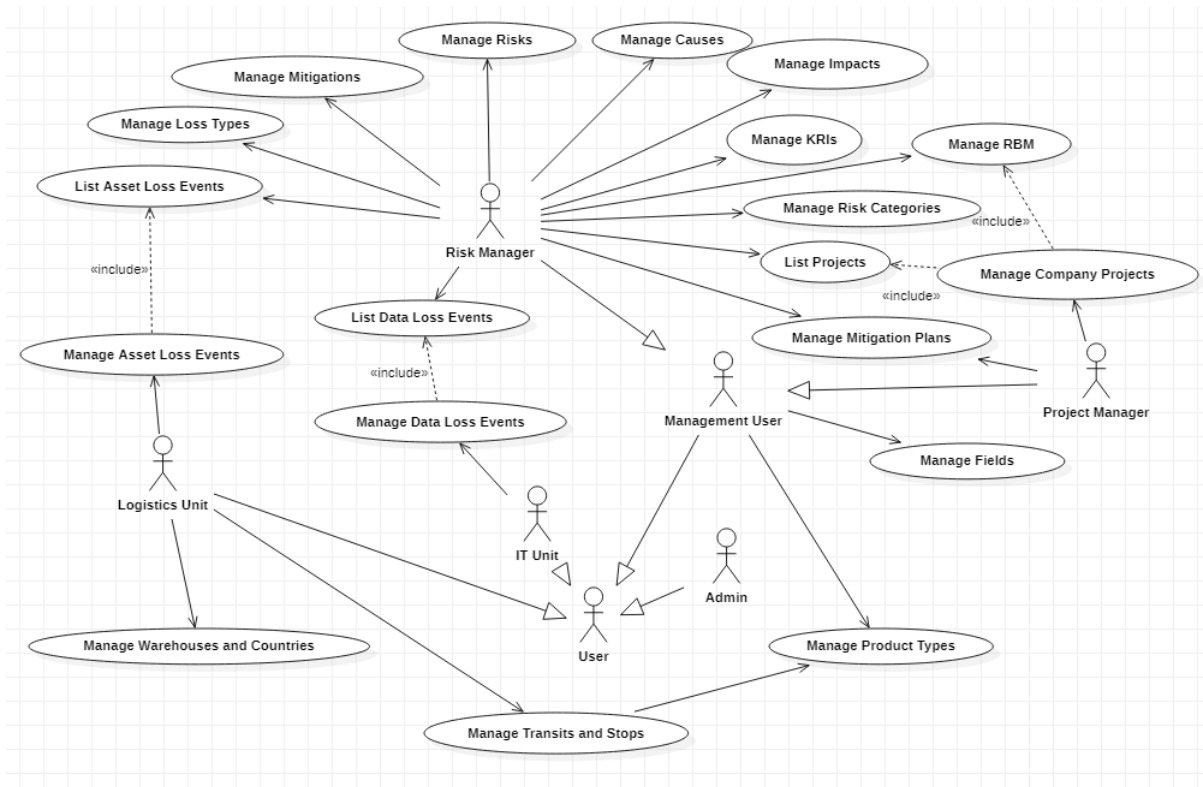 Manage Risks
Manage Causes
Manage Impacts
Manage Mitigations
Manage Loss Types
Manage KRIs
Manage RBM
List Asset Loss Events
Manage Risk Categories
«include»
Risk Manager
List Projects
Manage Company Projects
«include»
«include»
List Data Loss Events
Manage Mitigation Plans
Manage Asset Loss Events
«include»
Project Manager
Manage Data Loss Events
Management User
Manage Fields
Logistics Unit
IT Unit
Admin
Manage Warehouses and Countries
User
Manage Product Types
Manage Transits and Stops